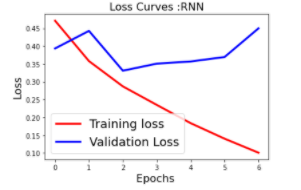 Loss Curves :RNN
Loss
0.45
0.40
0.35
0.30
0.25
0.20
0.15
0.10
Training loss
Validation Loss
0 1 2 3 4 5 6
Epochs